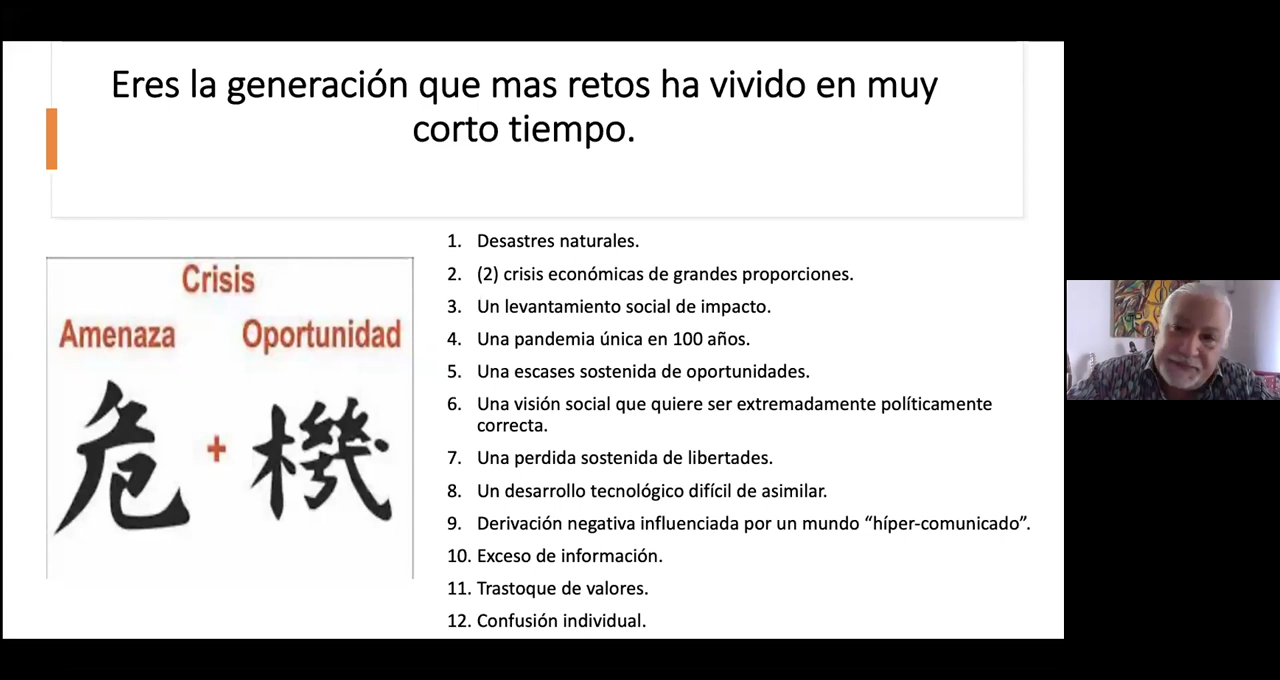 Eres la generación que mas retos ha vivido en muy
corto tiempo.
Crisis
Amenaza Oportunidad
危 + 機
1. Desastres naturales.
2. (2) crisis económicas de grandes proporciones.
3. Un levantamiento social de impacto.
4. Una pandemia única en 100 años.
5. Una escases sostenida de oportunidades.
6. Una visión social que quiere ser extremadamente políticamente
correcta.
7. Una perdida sostenida de libertades.
8. Un desarrollo tecnológico difícil de asimilar.
9. Derivación negativa influenciada por un mundo “híper-comunicado”.
10. Exceso de información.
11. Trastoque de valores.
12. Confusión individual.